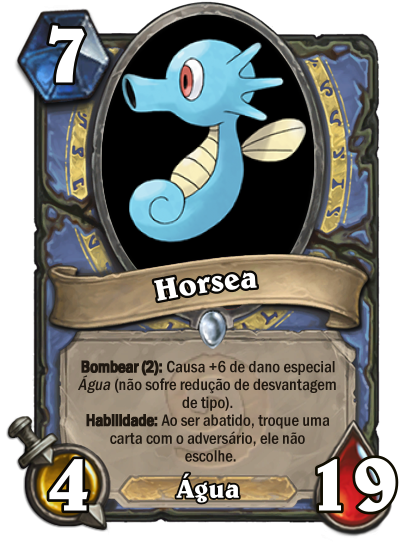 7
Horsea
Bombear (2): Causa +6 de dano especial
Água (não sofre redução de desvantagem
de tipo).
Habilidade: Ao ser abatido, troque uma
carta com o adversário, ele não
escolhe.
4
Água
19